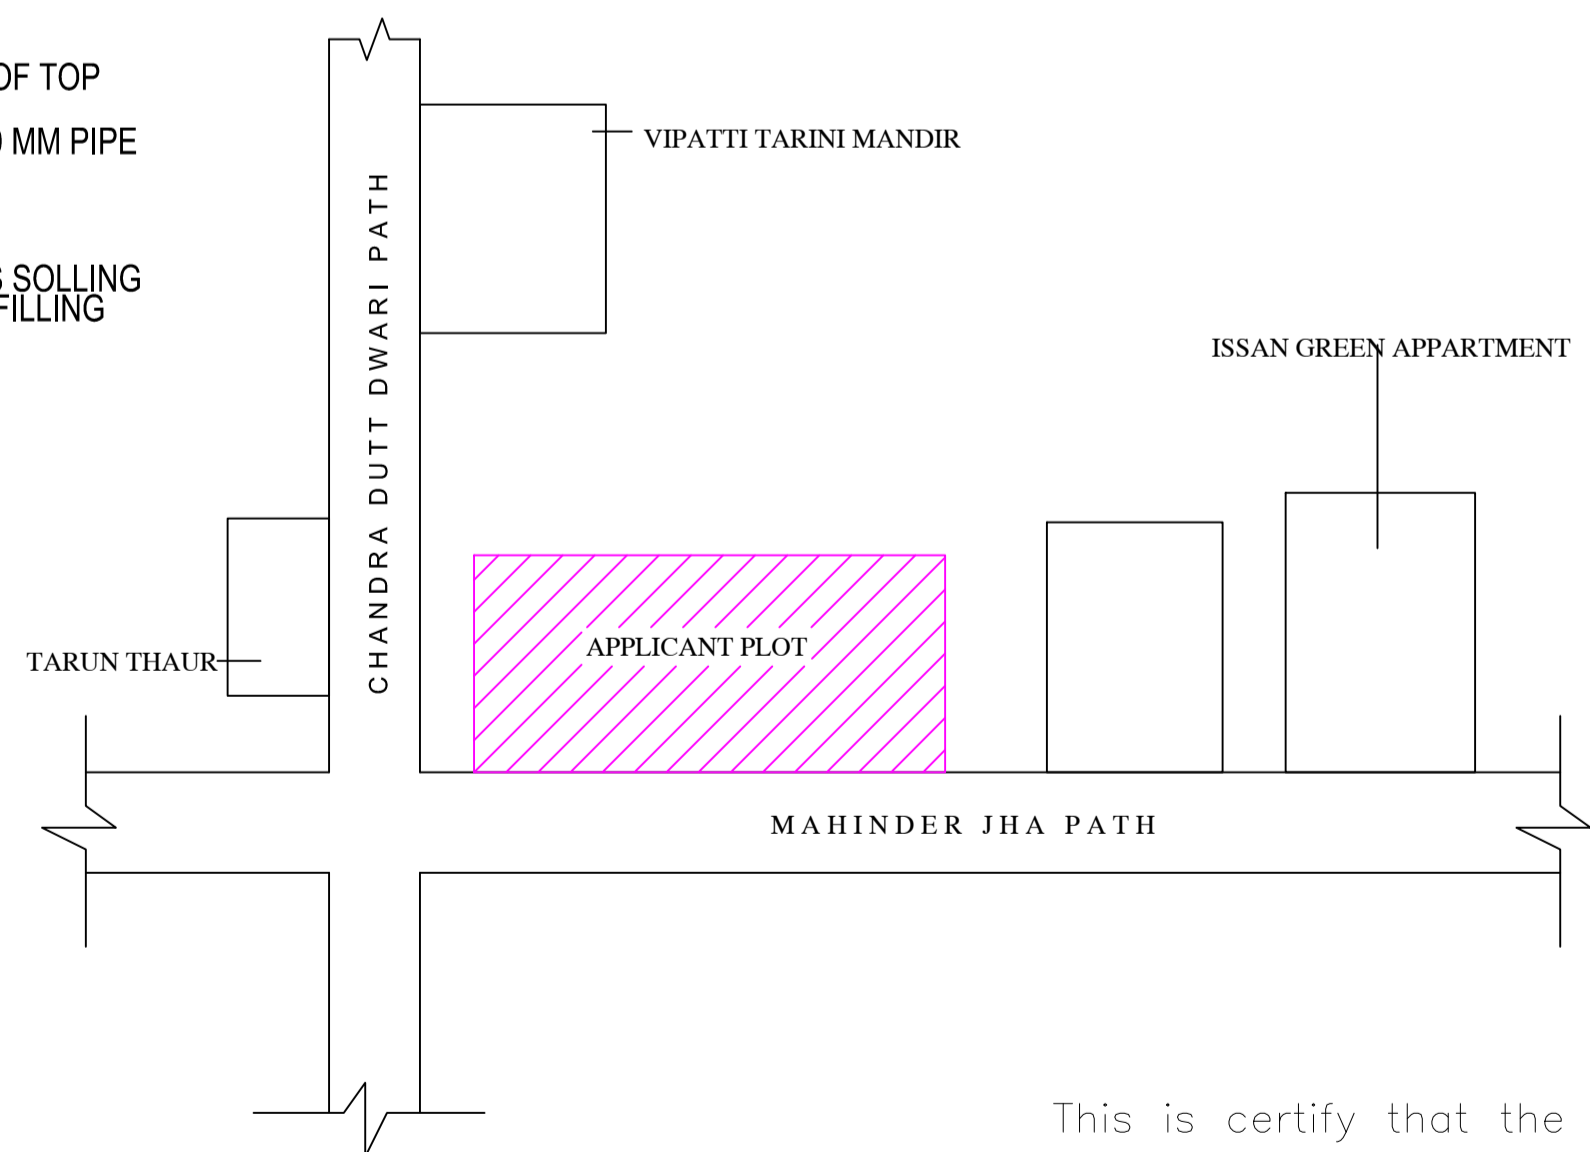 OF TOP
MM PIPE
SOLLING
FILLING
VIPATTI TARINI MANDIR
CHANDRA DUTT DWARI PATH
ISSAN GREEN APPARTMENT
TARUN THAUR
APPLICANT PLOT
MAHINDER JHA PATH
This is certify that the